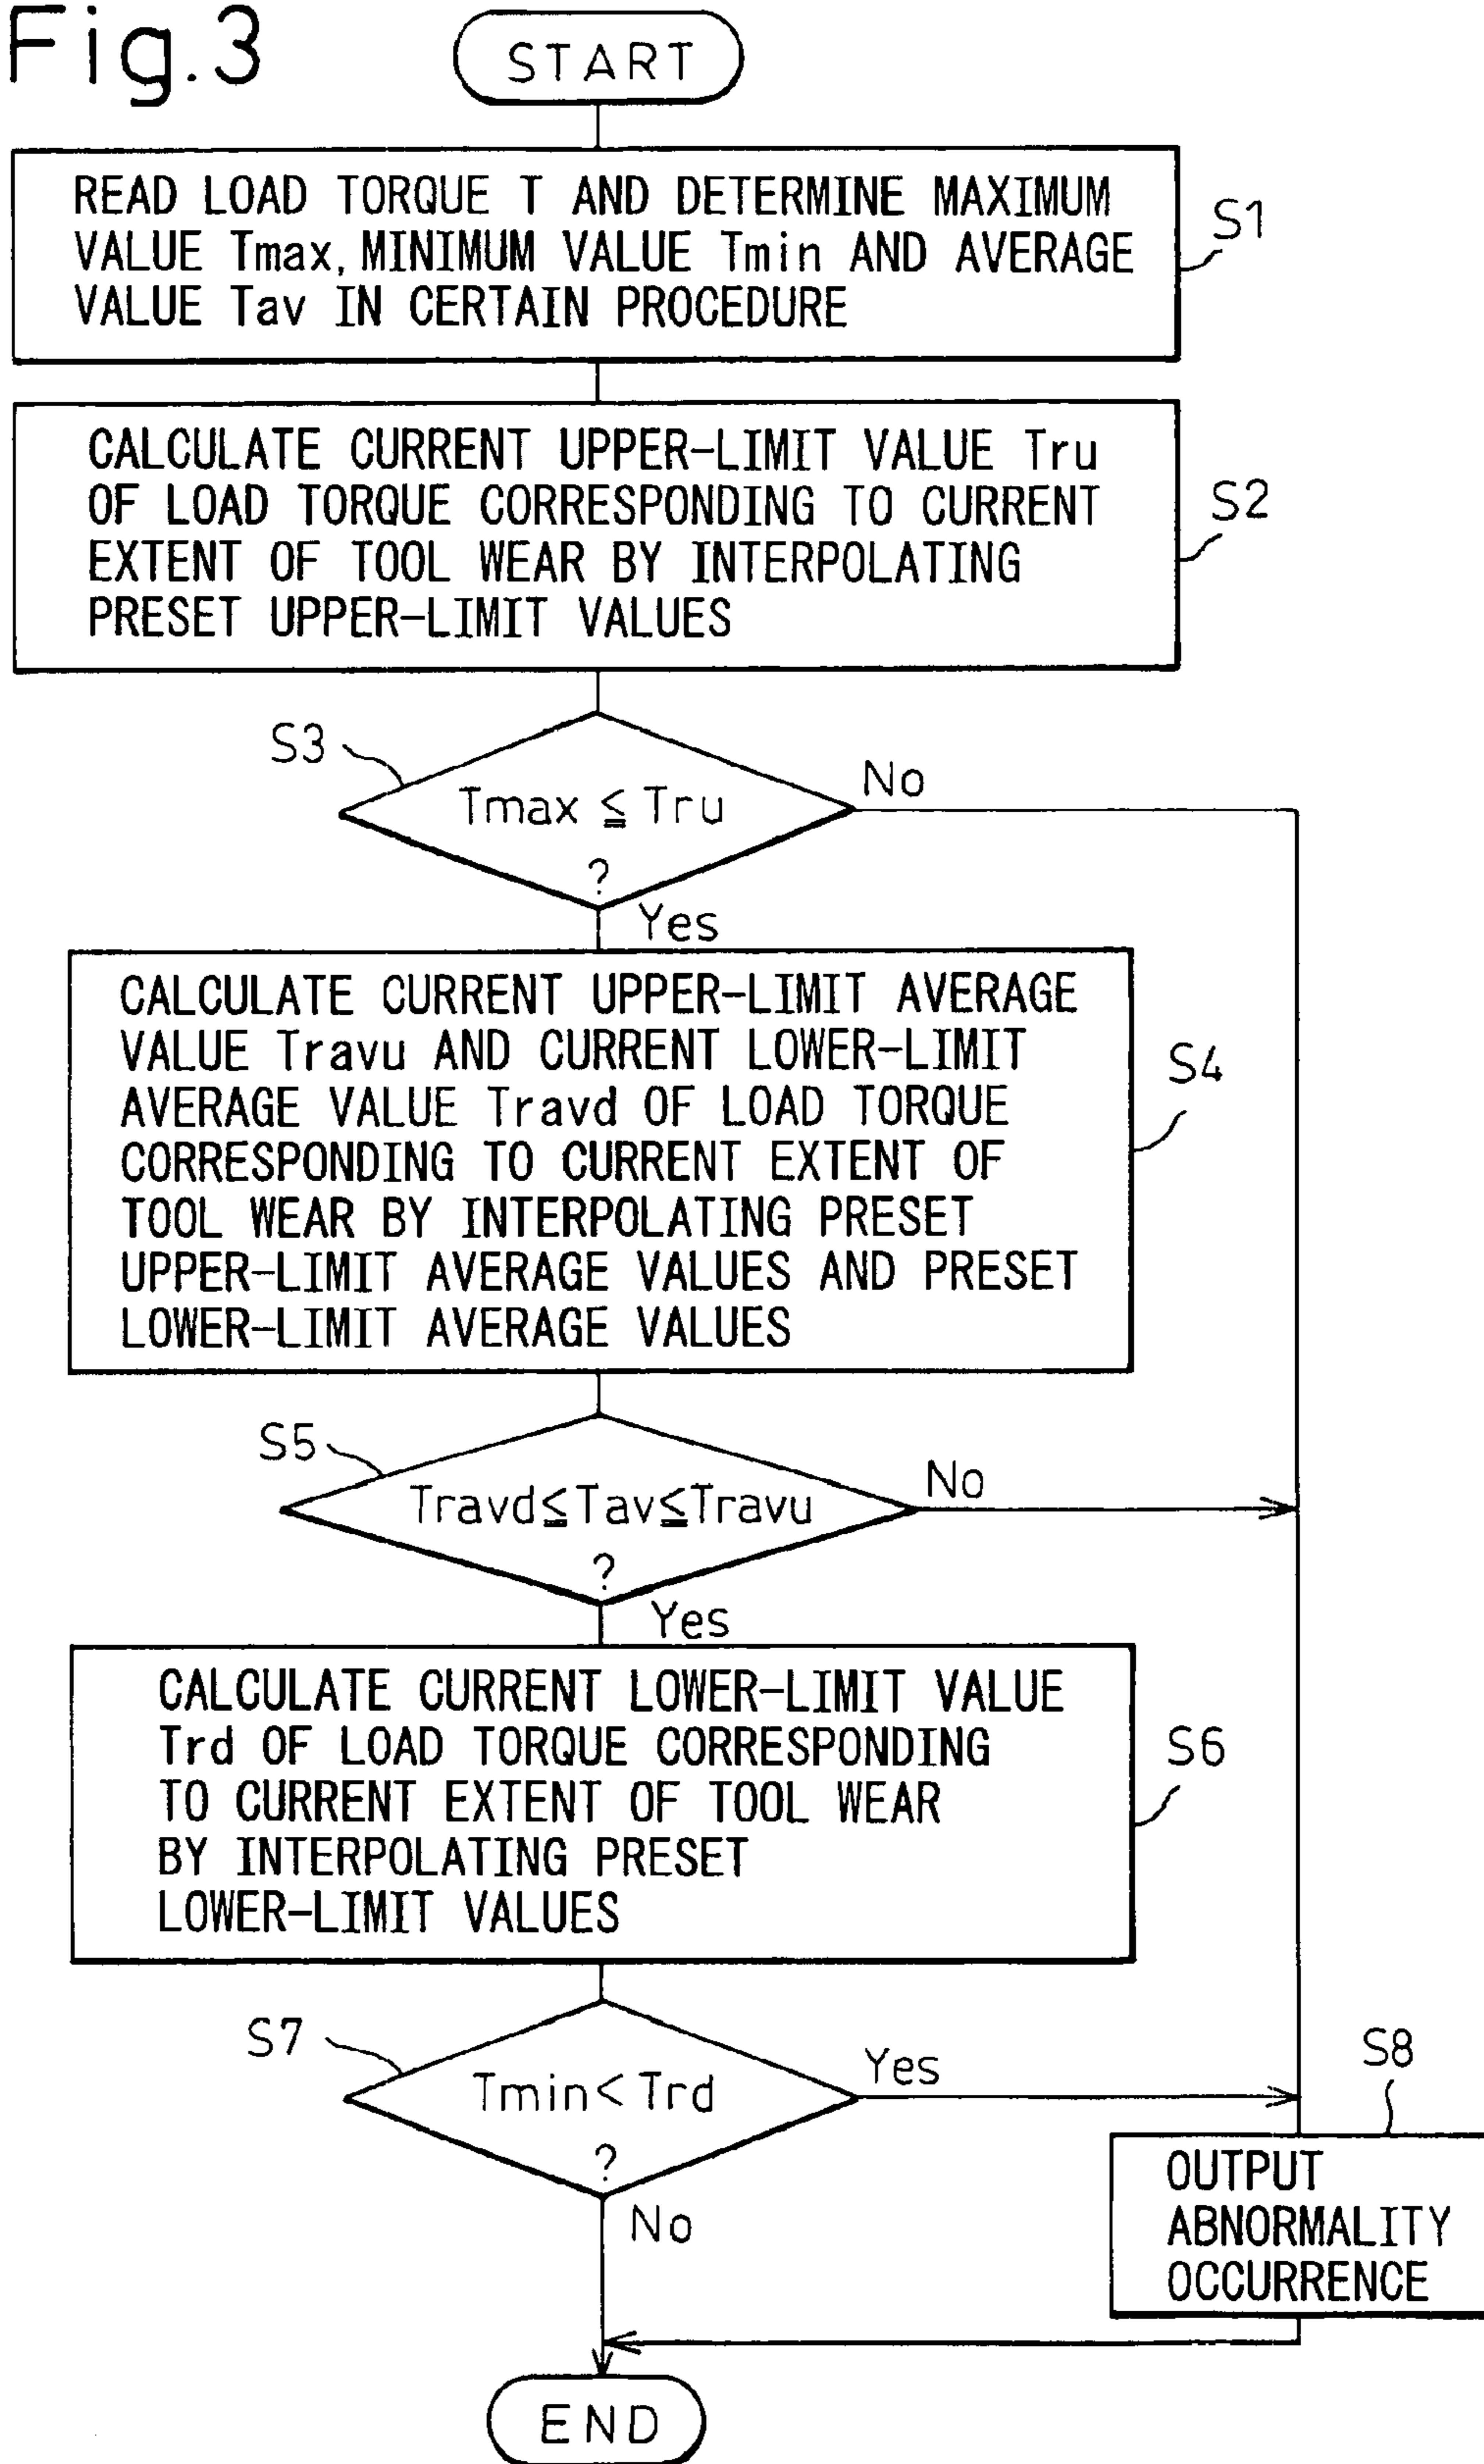 Fig.3
START
READ LOAD TORQUE T AND DETERMINE MAXIMUM
VALUE Tmax, MINIMUM VALUE Tmin AND AVERAGE
VALUE Tav IN CERTAIN PROCEDURE
S1
CALCULATE CURRENT UPPER-LIMIT VALUE Tru
OF LOAD TORQUE CORRESPONDING TO CURRENT
EXTENT OF TOOL WEAR BY INTERPOLATING
PRESET UPPER-LIMIT VALUES
S2
S3
Tmax ≦ Tru
?
No
Yes
CALCULATE CURRENT UPPER-LIMIT AVERAGE
VALUE Travu AND CURRENT LOWER-LIMIT
AVERAGE VALUE Travd OF LOAD TORQUE
CORRESPONDING TO CURRENT EXTENT OF
TOOL WEAR BY INTERPOLATING PRESET
UPPER-LIMIT AVERAGE VALUES AND PRESET
LOWER-LIMIT AVERAGE VALUES
S4
S5
Travd≦Tav≦Travu
?
No
Yes
CALCULATE CURRENT LOWER-LIMIT VALUE
Trd OF LOAD TORQUE CORRESPONDING
TO CURRENT EXTENT OF TOOL WEAR
BY INTERPOLATING PRESET
LOWER-LIMIT VALUES
S6
S7
Tmin< Trd
?
Yes
No
S8
OUTPUT
ABNORMALITY
OCCURRENCE
END